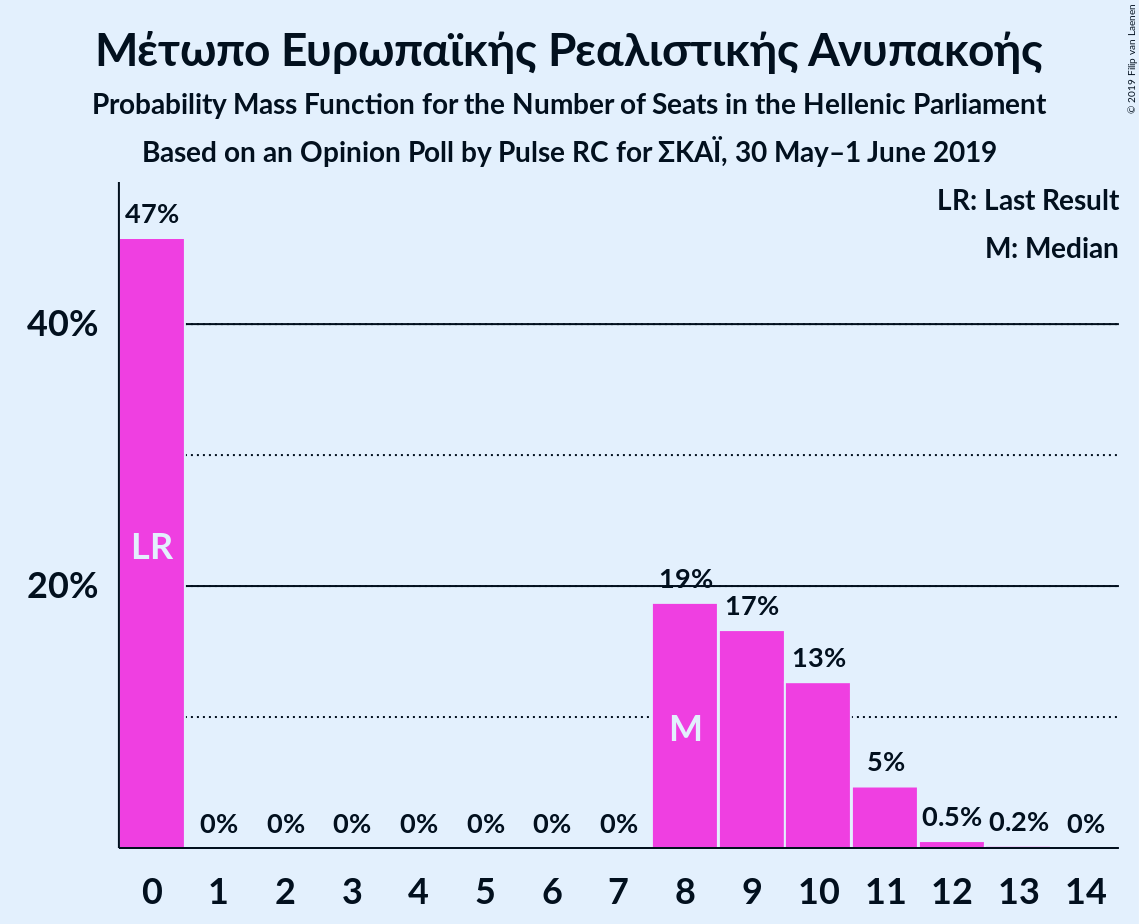 Μέτωπο Ευρωπαϊκής Ρεαλιστικής Ανυπακοής
Probability Mass Function for the Number of Seats in the Hellenic Parliament
Based on an Opinion Poll by Pulse RC for ΣΚΑΪ, 30 May–1 June 2019
© 2019 Filip van Laenen
LR: Last Result
M: Median
47%
40%
LR
20%
19%
17%
13%
M
5%
0% 0% 0% 0% 0% 0% 0% 0.5% 0.2% 0%
0 1 2 3 4 5 6 7 8 9 10 11 12 13 14